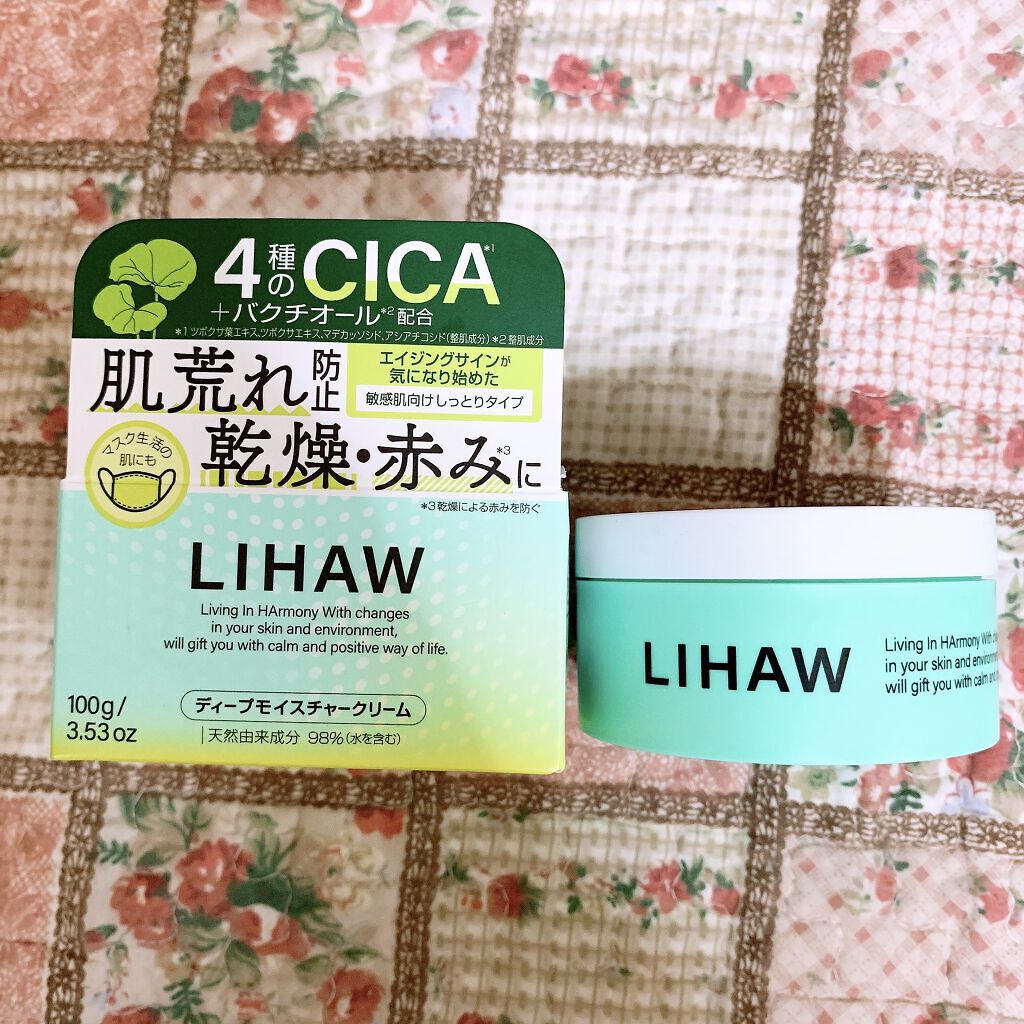 4種のCICA*1
+バクチオール*2配合
*1 ツボクサ葉エキス,ツボクサエキス,マデカッソシド,アシアチコシド(整肌成分) *2 整肌成分
肌荒れ防止
エイジングサインが
気になり始めた
敏感肌向けしっとりタイプ
マスク生活の
肌にも
乾燥・赤み*3に
*3 乾燥による赤みを防ぐ
LIHAW
Living In HArmony With changes
in your skin and environment,
will gift you with calm and positive way of life.
100g/
3.53oz
ディープモイスチャークリーム
天然由来成分 98%(水を含む)
LIHAW
Living In HArmony With
in your skin and
will gift you with calm